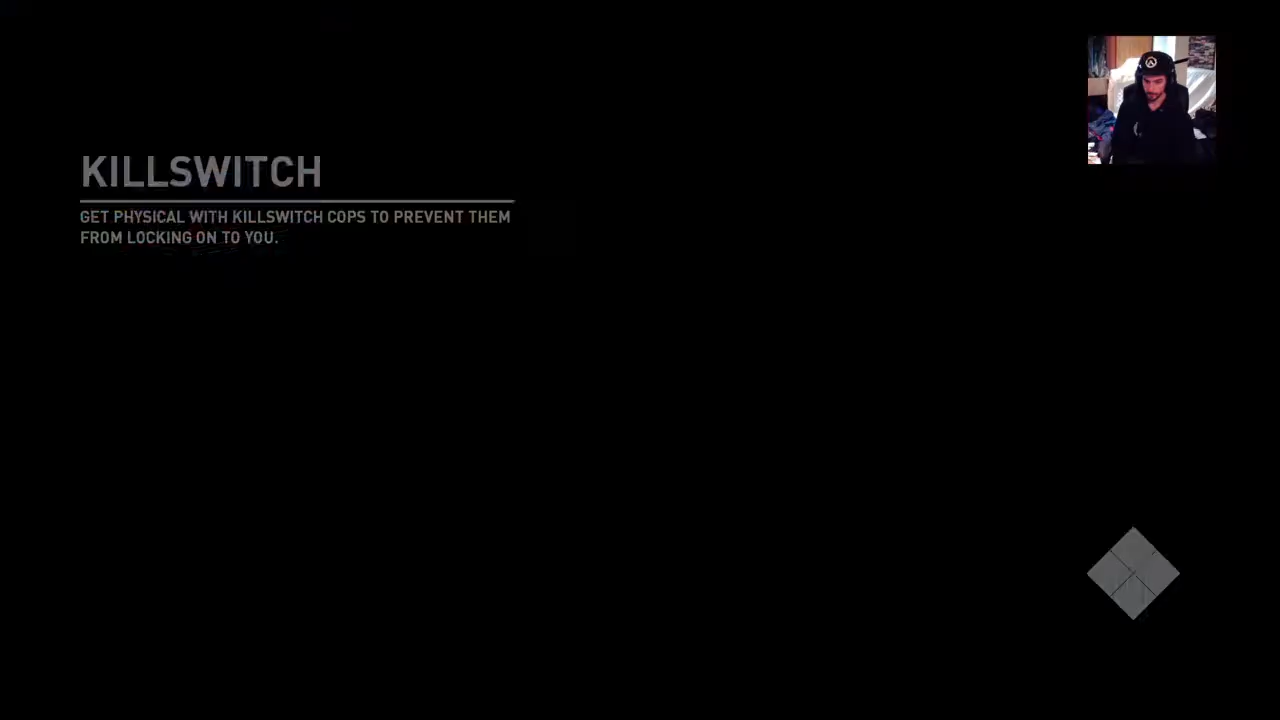 KILLSWITCH
GET PHYSICAL WITH KILLSWITCH COPS TO PREVENT THEM
FROM LOCKING ON TO YOU.